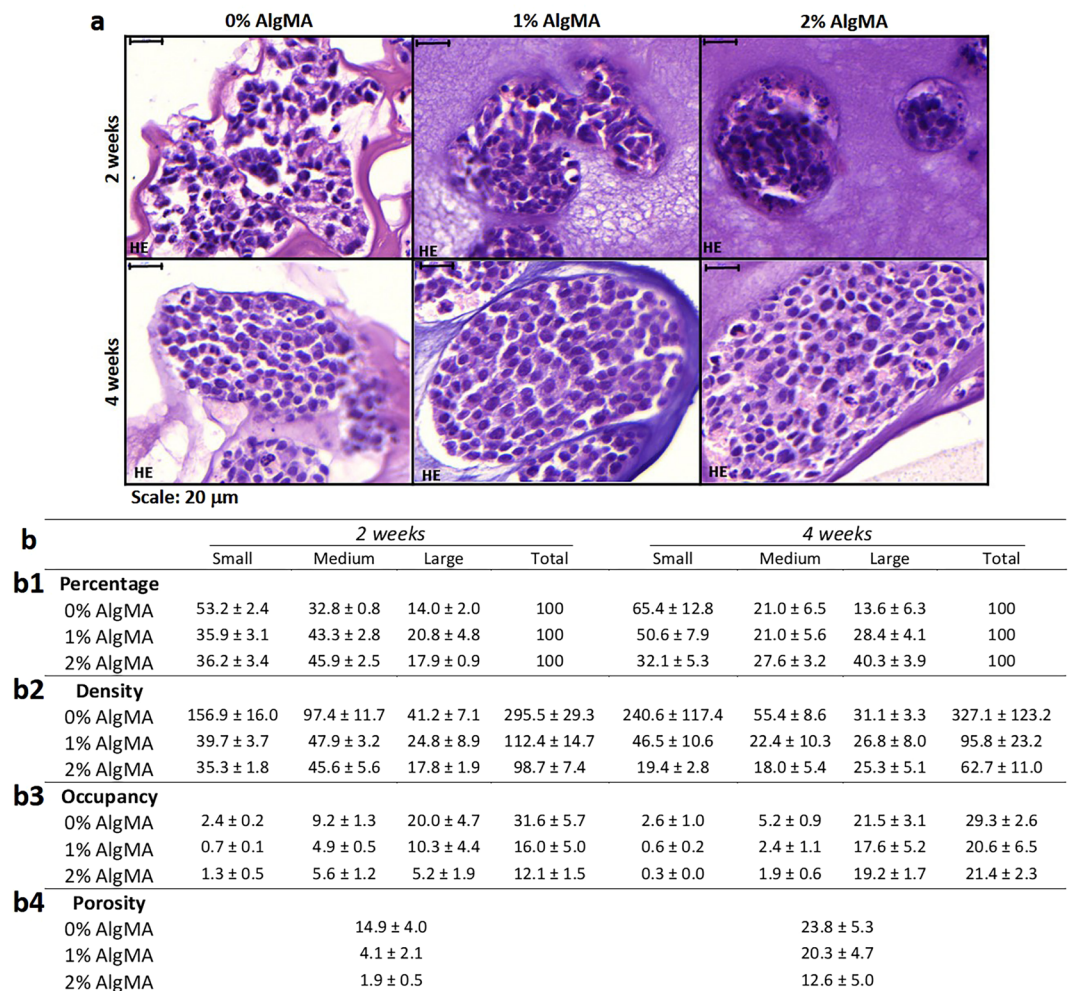 a
0% AlgMA 1% AlgMA 2% AlgMA
2 weeks
HE HE HE
4 weeks
HE HE HE
Scale: 20 µm
b 2 weeks 4 weeks
Small Medium Large Total Small Medium Large Total
b1 Percentage
0% AlgMA 53.2 ± 2.4 32.8 ± 0.8 14.0 ± 2.0 100 65.4 ± 12.8 21.0 ± 6.5 13.6 ± 6.3 100
1% AlgMA 35.9 ± 3.1 43.3 ± 2.8 20.8 ± 4.8 100 50.6 ± 7.9 21.0 ± 5.6 28.4 ± 4.1 100
2% AlgMA 36.2 ± 3.4 45.9 ± 2.5 17.9 ± 0.9 100 32.1 ± 5.3 27.6 ± 3.2 40.3 ± 3.9 100
b2 Density
0% AlgMA 156.9 ± 16.0 97.4 ± 11.7 41.2 ± 7.1 295.5 ± 29.3 240.6 ± 117.4 55.4 ± 8.6 31.1 ± 3.3 327.1 ± 123.2
1% AlgMA 39.7 ± 3.7 47.9 ± 3.2 24.8 ± 8.9 112.4 ± 14.7 46.5 ± 10.6 22.4 ± 10.3 26.8 ± 8.0 95.8 ± 23.2
2% AlgMA 35.3 ± 1.8 45.6 ± 5.6 17.8 ± 1.9 98.7 ± 7.4 19.4 ± 2.8 18.0 ± 5.4 25.3 ± 5.1 62.7 ± 11.0
b3 Occupancy
0% AlgMA 2.4 ± 0.2 9.2 ± 1.3 20.0 ± 4.7 31.6 ± 5.7 2.6 ± 1.0 5.2 ± 0.9 21.5 ± 3.1 29.3 ± 2.6
1% AlgMA 0.7 ± 0.1 4.9 ± 0.5 10.3 ± 4.4 16.0 ± 5.0 0.6 ± 0.2 2.4 ± 1.1 17.6 ± 5.2 20.6 ± 6.5
2% AlgMA 1.3 ± 0.5 5.6 ± 1.2 5.2 ± 1.9 12.1 ± 1.5 0.3 ± 0.0 1.9 ± 0.6 19.2 ± 1.7 21.4 ± 2.3
b4 Porosity
0% AlgMA 14.9 ± 4.0 23.8 ± 5.3
1% AlgMA 4.1 ± 2.1 20.3 ± 4.7
2% AlgMA 1.9 ± 0.5 12.6 ± 5.0